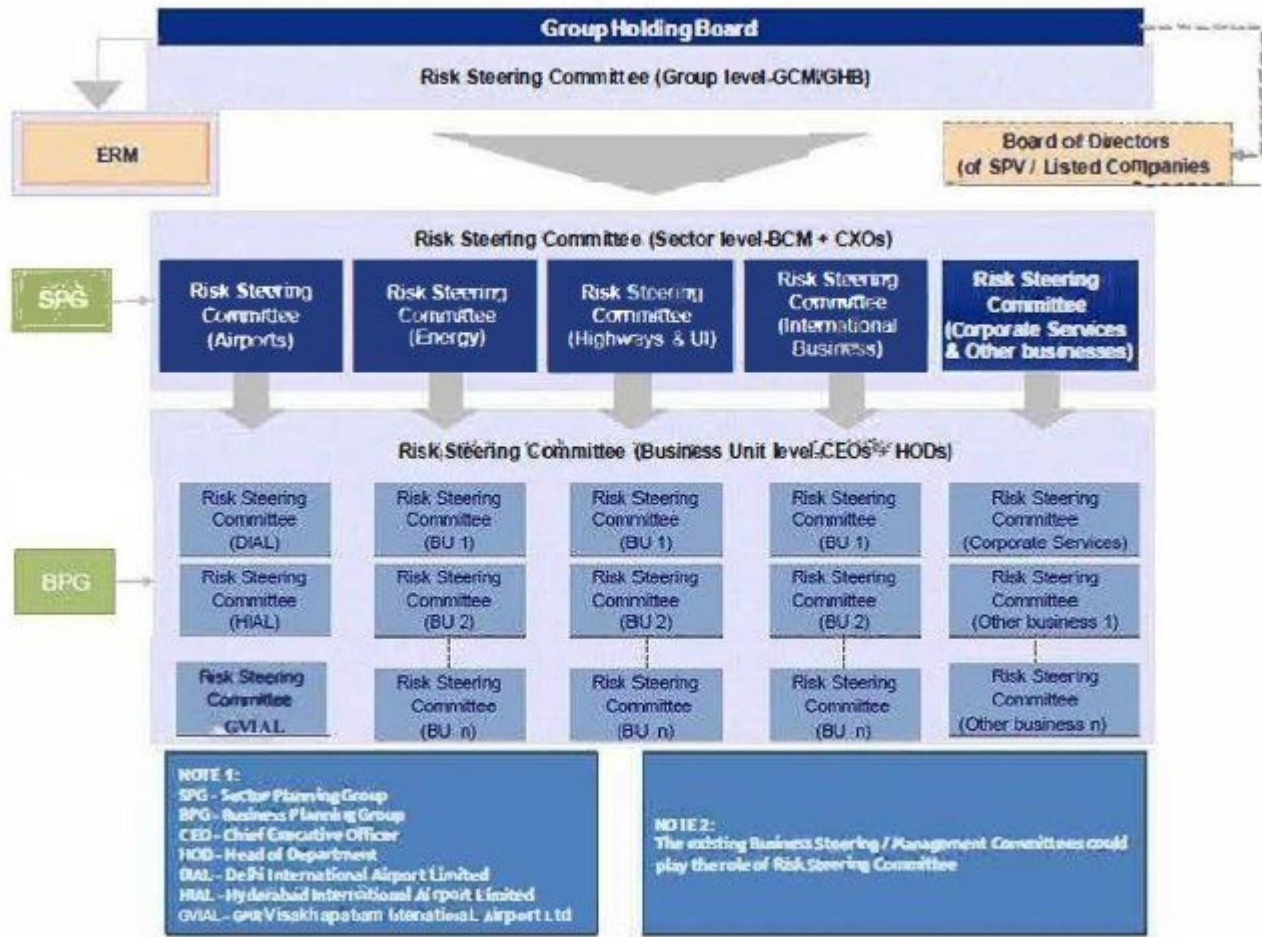 Group Holding Board
Risk Steering Committee (Group level-GCM/GHB)
ERM
Board of Directors
(of SPV / Listed Companies
Risk Steering Committee (Sector level-BCM + CXOs)
SPG
Risk Steering
Committee
(Airports)
Risk Steering
Committee
(Energy)
Risk Steering
Committee
(Highways & UI)
Risk Steering
Committee
(International
Business)
Risk Steering
Committee
(Corporate Services
& Other businesses)
Risk Steering Committee (Business Unit level-CEOs + HODs)
BPG
Risk Steering
Committee
(DIAL)
Risk Steering
Committee
(BU 1)
Risk Steering
Committee
(BU 1)
Risk Steering
Committee
(BU 1)
Risk Steering
Committee
(Corporate Services)
Risk Steering
Committee
(HIAL)
Risk Steering
Committee
(BU 2)
Risk Steering
Committee
(BU 2)
Risk Steering
Committee
(BU 2)
Risk Steering
Committee
(Other business 1)
Risk Steering
Committee
GVIAL
Risk Steering
Committee
(BU n)
Risk Steering
Committee
(BU n)
Risk Steering
Committee
(BU n)
Risk Steering
Committee
(Other business n)
NOTE 1:
SPG - Sector Planning Group
BPG - Business Planning Group
CEO - Chief Executive Officer
HOD - Head of Department
DIAL - Delhi International Airport Limited
HIAL - Hyderabad International Airport Limited
GVIAL - GMR Visakhapatnam International Airport Ltd
NOTE 2:
The existing Business Steering / Management Committees could
play the role of Risk Steering Committee